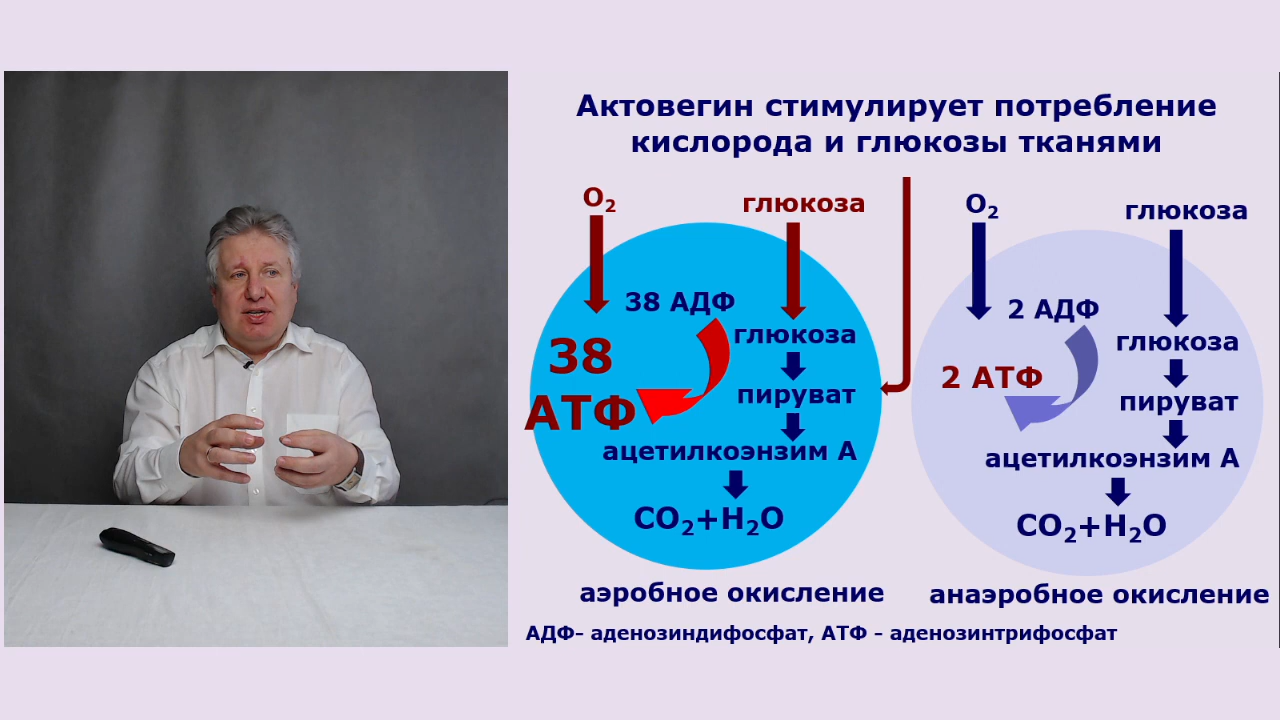 Актовегин стимулирует потребление
кислорода и глюкозы тканями
O₂
глюкоза
38 АДФ
38
АТФ
глюкоза
пируват
ацетилкоэнзим А
CO₂+H₂O
аэробное окисление
O₂
глюкоза
2 АДФ
2 АТФ
глюкоза
пируват
ацетилкоэнзим А
CO₂+H₂O
анаэробное окисление
АДФ- аденозиндифосфат, АТФ - аденозинтрифосфат